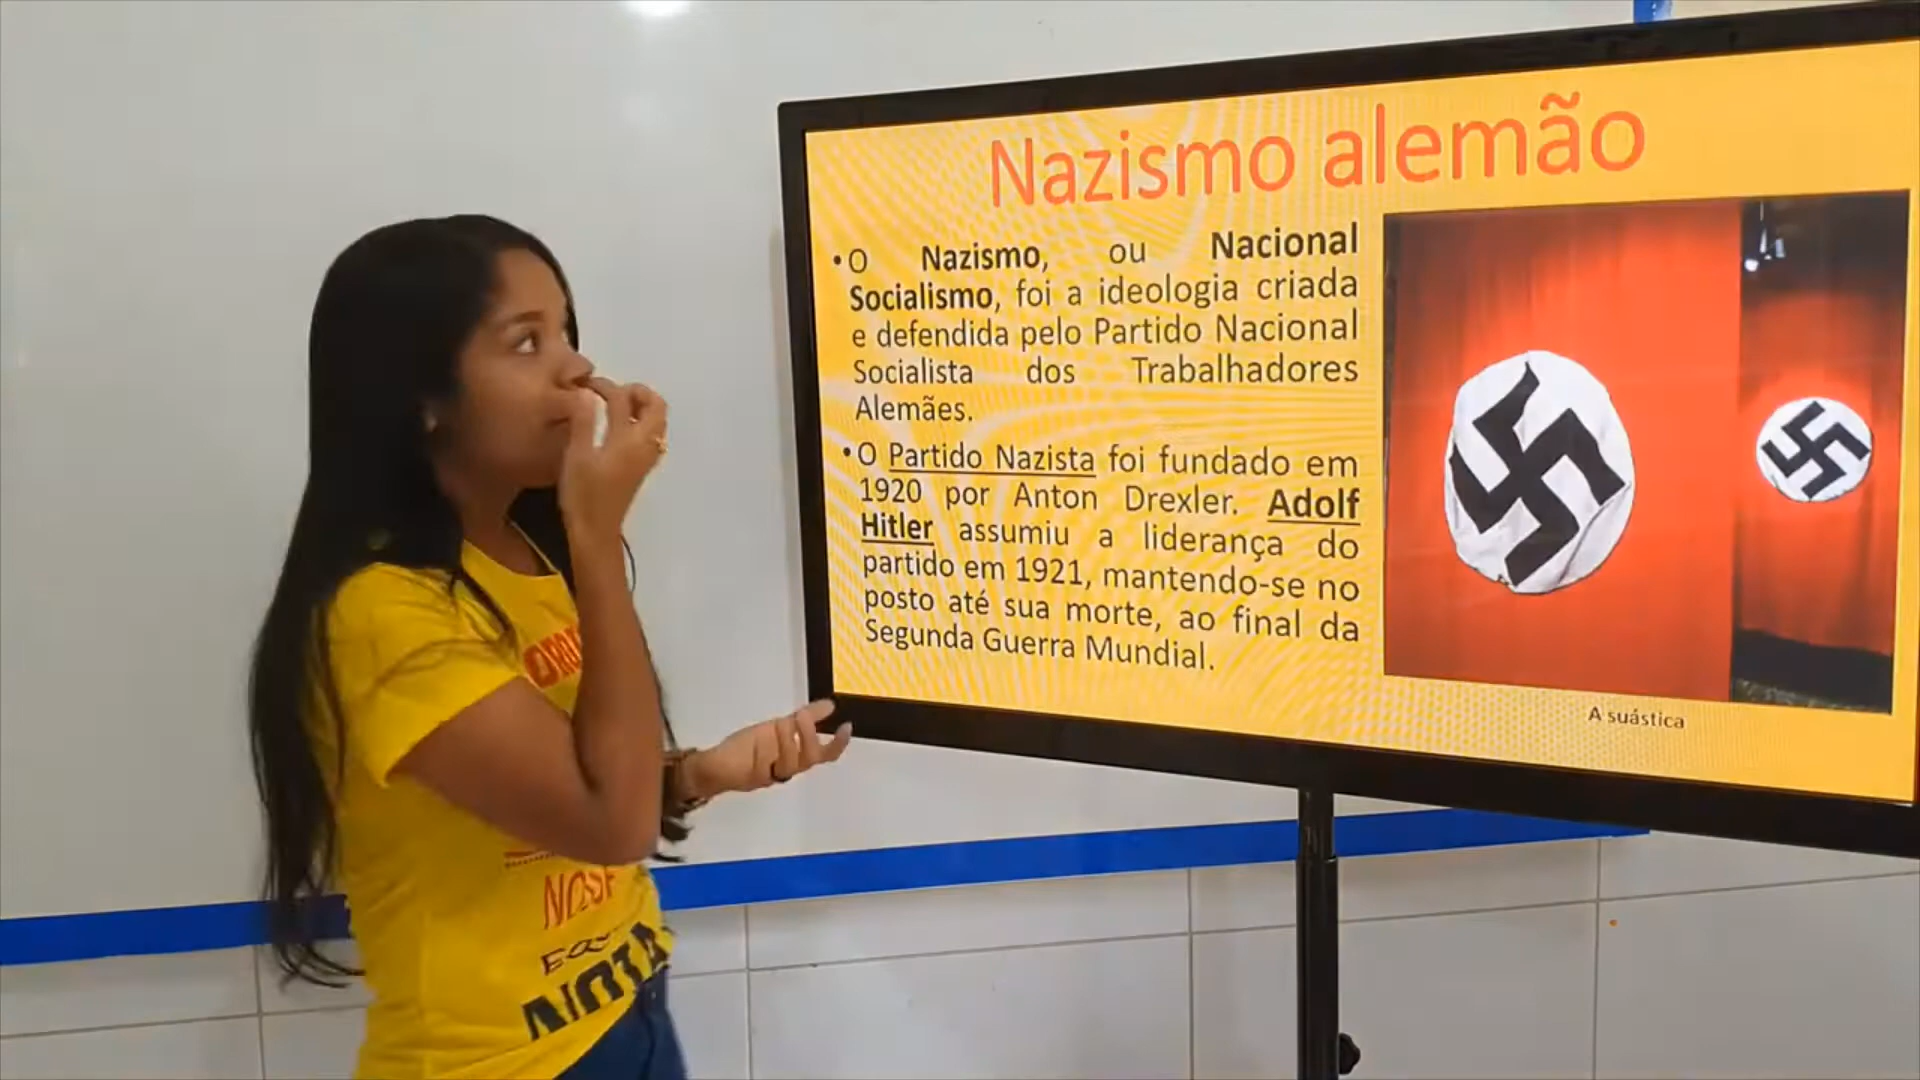 Nazismo alemão
•O Nazismo, ou Nacional
Socialismo, foi a ideologia criada
e defendida pelo Partido Nacional
Socialista dos Trabalhadores
Alemães.
•O Partido Nazista foi fundado em
1920 por Anton Drexler. Adolf
Hitler assumiu a liderança do
partido em 1921, mantendo-se no
posto até sua morte, ao final da
Segunda Guerra Mundial.
A suástica
NOTA